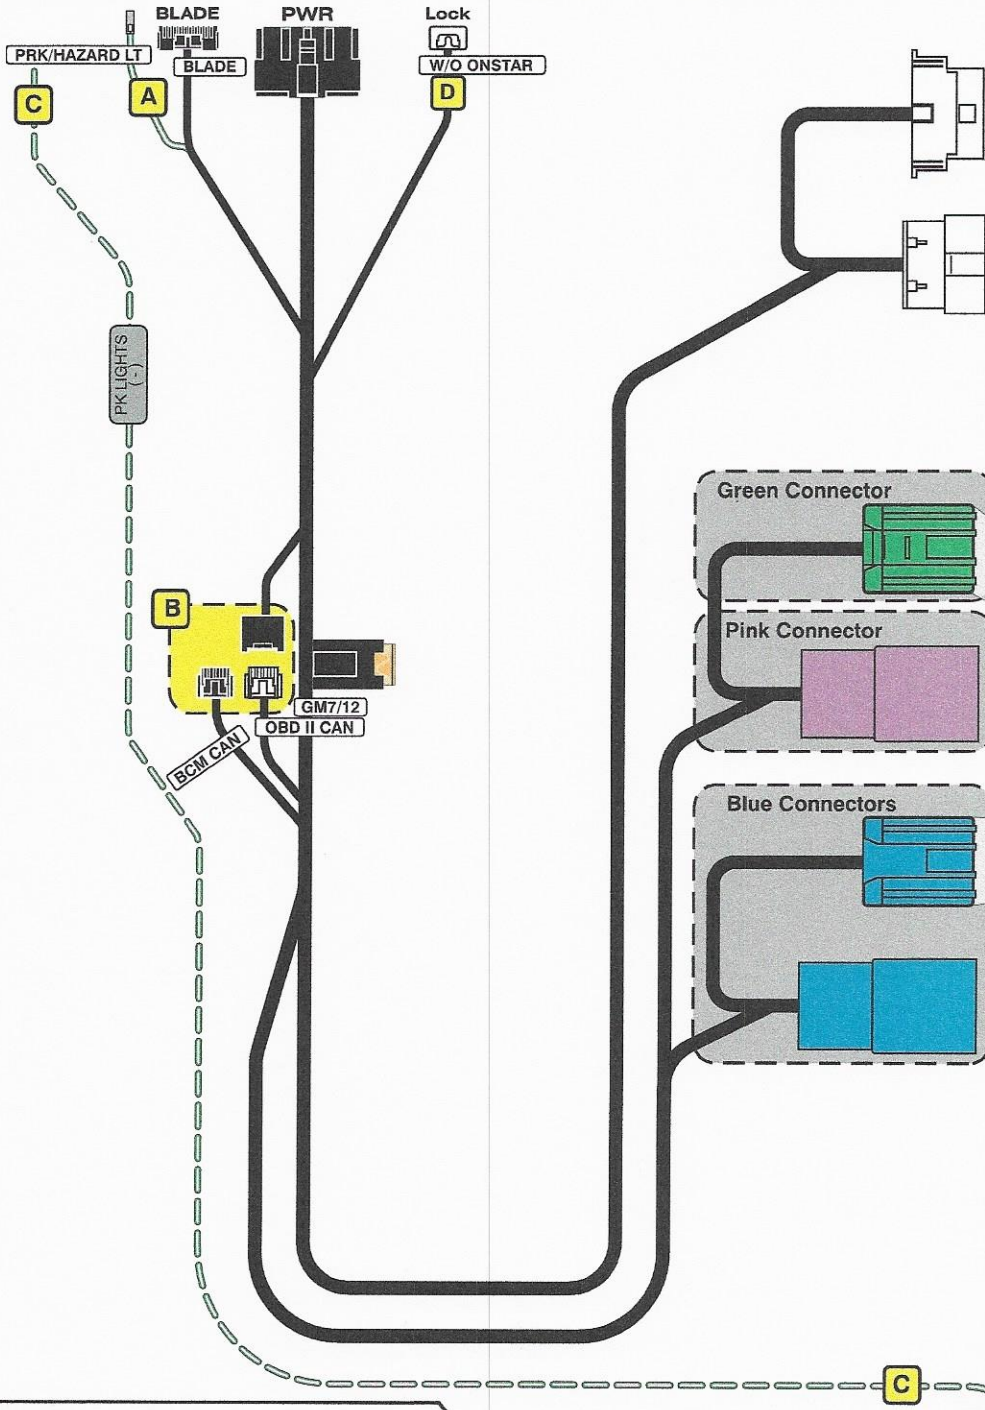 BLADE
PWR
Lock
PRK/HAZARD LT
BLADE
W/O ONSTAR
C
A
D
PK LIGHTS
(-)
Green Connector
B
Pink Connector
GM7/12
OBD II CAN
BCM CAN
Blue Connectors
C